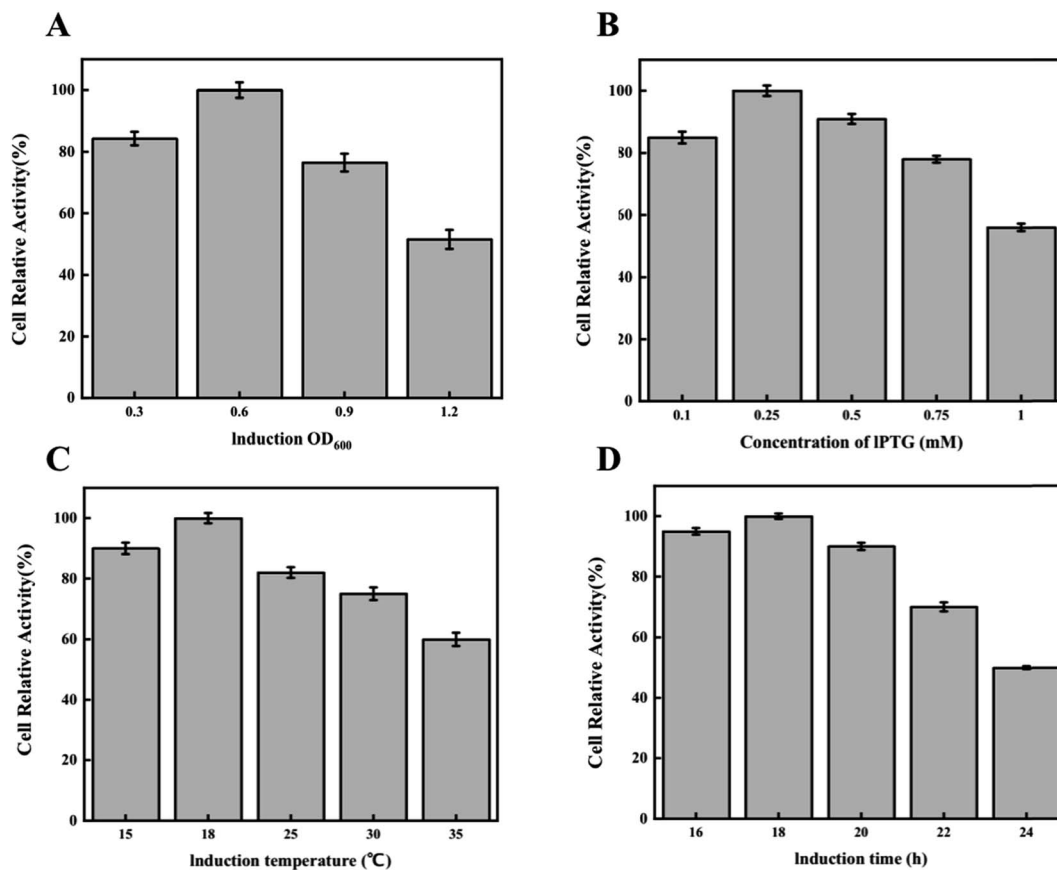 A
Cell Relative Activity(%)
100
80
60
40
20
0
0.3 0.6 0.9 1.2
Induction OD₆₀₀
B
Cell Relative Activity(%)
100
80
60
40
20
0
0.1 0.25 0.5 0.75 1
Concentration of IPTG (mM)
C
Cell Relative Activity(%)
100
80
60
40
20
0
15 18 25 30 35
Induction temperature (℃)
D
Cell Relative Activity(%)
100
80
60
40
20
0
16 18 20 22 24
Induction time (h)